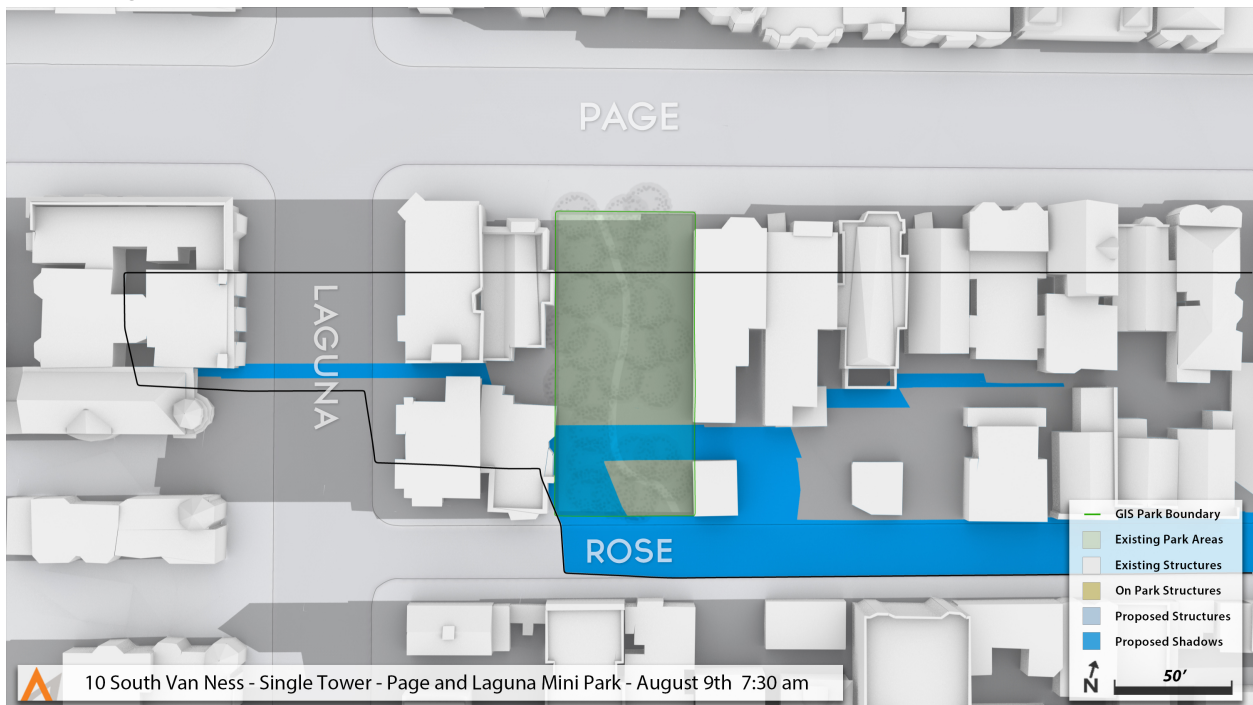 PAGE
LAGUNA
ROSE
GIS Park Boundary
Existing Park Areas
Existing Structures
On Park Structures
Proposed Structures
Proposed Shadows
N
50'
10 South Van Ness - Single Tower - Page and Laguna Mini Park - August 9th 7:30 am